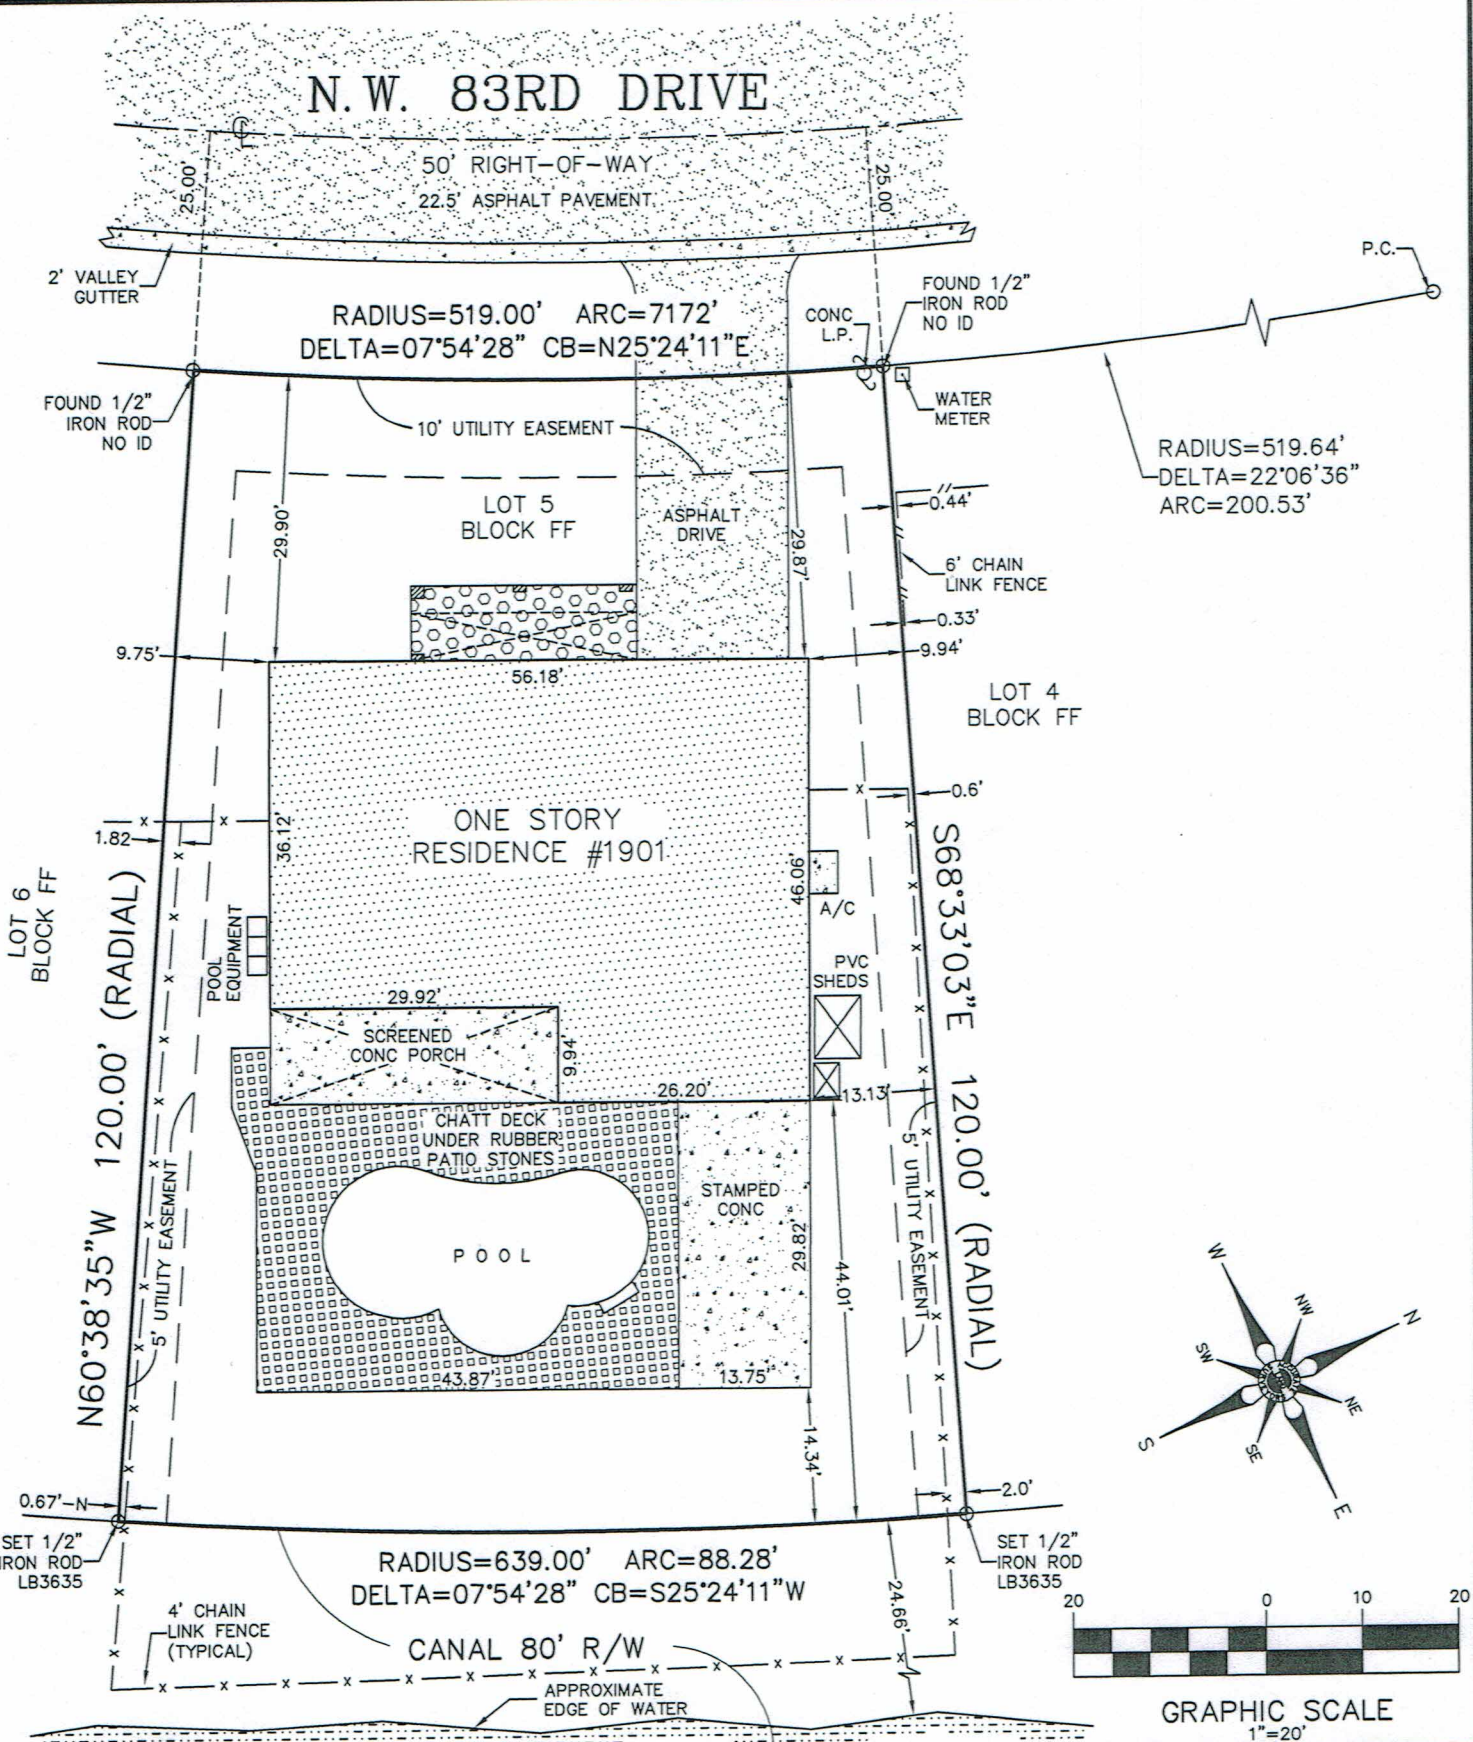 N.W. 83RD DRIVE
℄
50' RIGHT-OF-WAY
22.5' ASPHALT PAVEMENT
25.00'
25.00'
2' VALLEY
GUTTER
RADIUS=519.00' ARC=7172'
DELTA=07°54'28" CB=N25°24'11"E
CONC
L.P.
FOUND 1/2"
IRON ROD
NO ID
P.C.
FOUND 1/2"
IRON ROD
NO ID
10' UTILITY EASEMENT
WATER
METER
RADIUS=519.64'
DELTA=22°06'36"
ARC=200.53'
LOT 5
BLOCK FF
ASPHALT
DRIVE
29.90'
29.87'
0.44'
6' CHAIN
LINK FENCE
0.33'
9.75'
9.94'
56.18'
LOT 4
BLOCK FF
0.6'
ONE STORY
RESIDENCE #1901
36.12'
46.06'
1.82
LOT 6
BLOCK FF
A/C
POOL
EQUIPMENT
PVC
SHEDS
29.92'
SCREENED
CONC PORCH
9.94'
26.20'
13.13'
N60°38'35"W 120.00' (RADIAL)
S68°33'03"E 120.00' (RADIAL)
CHATT DECK
UNDER RUBBER
PATIO STONES
STAMPED
CONC
POOL
5' UTILITY EASEMENT
5' UTILITY EASEMENT
29.82'
44.01'
43.87'
13.75'
14.34'
W
NW
N
SW
NE
S
SE
E
0.67'-N
2.0'
SET 1/2"
IRON ROD
LB3635
SET 1/2"
IRON ROD
LB3635
RADIUS=639.00' ARC=88.28'
DELTA=07°54'28" CB=S25°24'11"W
24.66'
4' CHAIN
LINK FENCE
(TYPICAL)
CANAL 80' R/W
APPROXIMATE
EDGE OF WATER
20 0 10 20
GRAPHIC SCALE
1"=20'